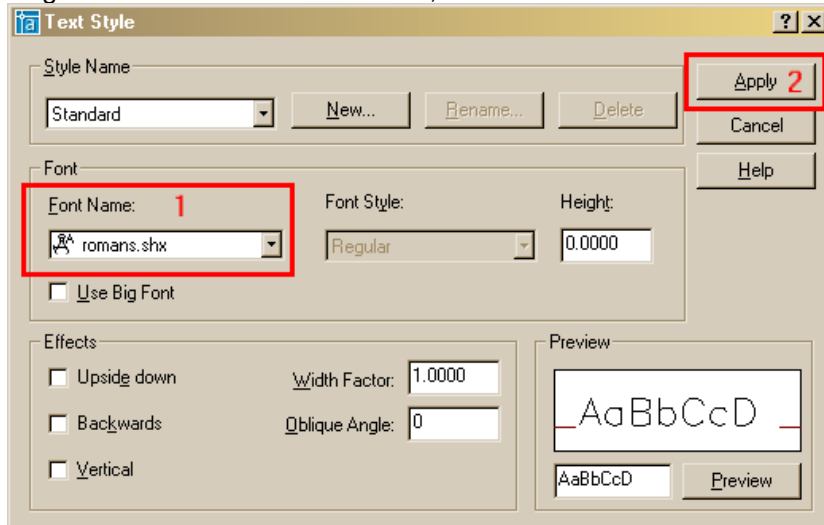 Text Style
Style Name
Apply 2
Standard New... Rename... Delete
Cancel
Font
Help
Font Name: 1 Font Style: Height:
romans.shx Regular 0.0000
Use Big Font
Effects Preview
Upside down Width Factor: 1.0000
AaBbCcD
Backwards Oblique Angle: 0
Vertical
AaBbCcD Preview